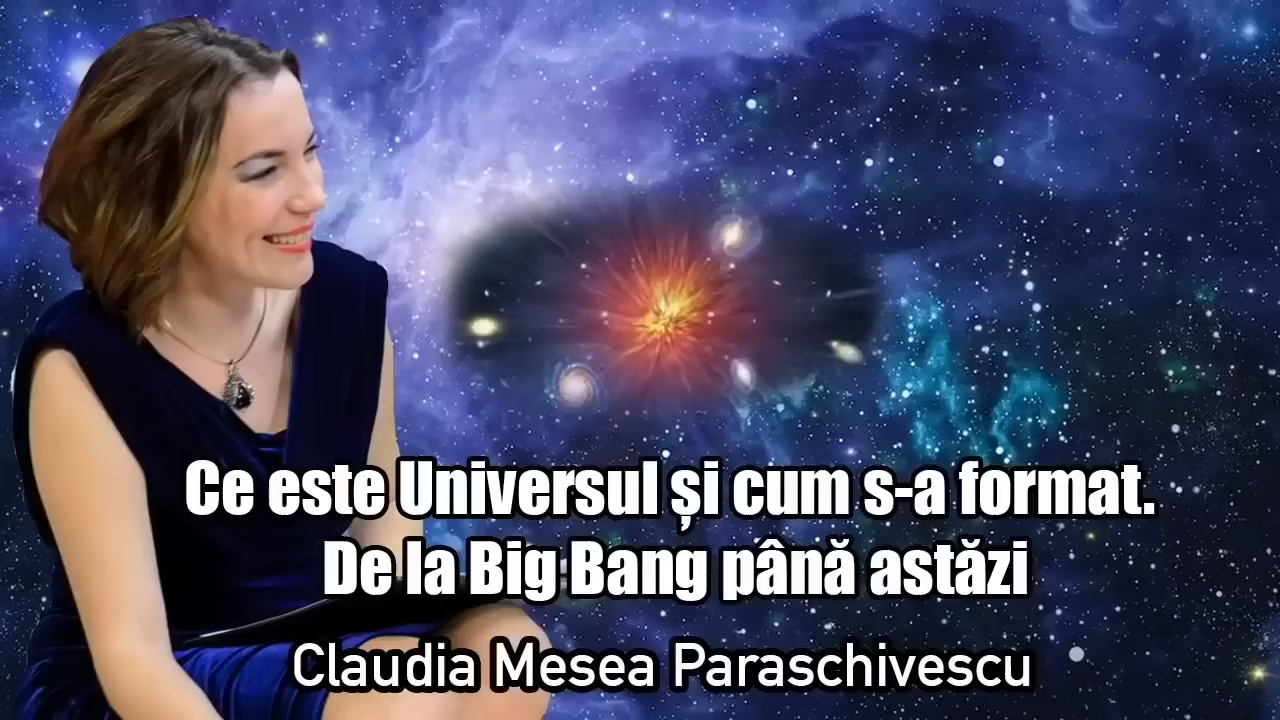 Ce este Universul și cum s-a format.
De la Big Bang până astăzi
Claudia Mesea Paraschivescu